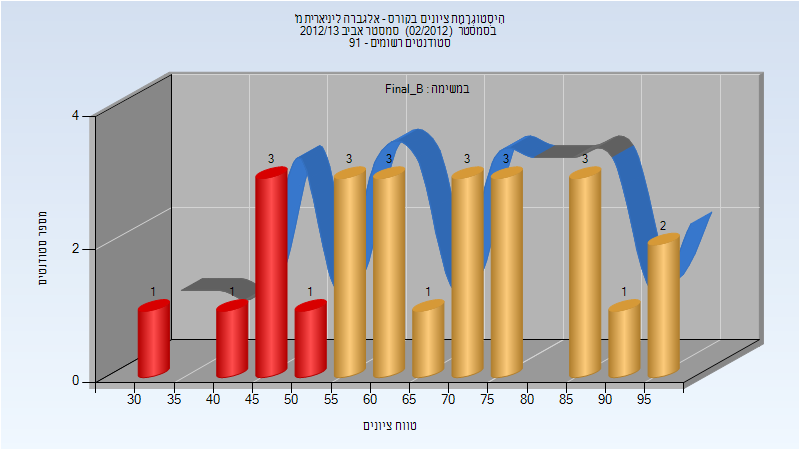 היסטוגרמת ציונים בקורס - אלגברה ליניארית מ'
בסמסטר (02/2012) סמסטר אביב 2012/13
סטודנטים רשומים - 91
במשימה : Final_B
מספר סטודנטים
4
2
0
1
1
3
1
3
3
1
3
3
3
1
2
30 35 40 45 50 55 60 65 70 75 80 85 90 95
טווח ציונים